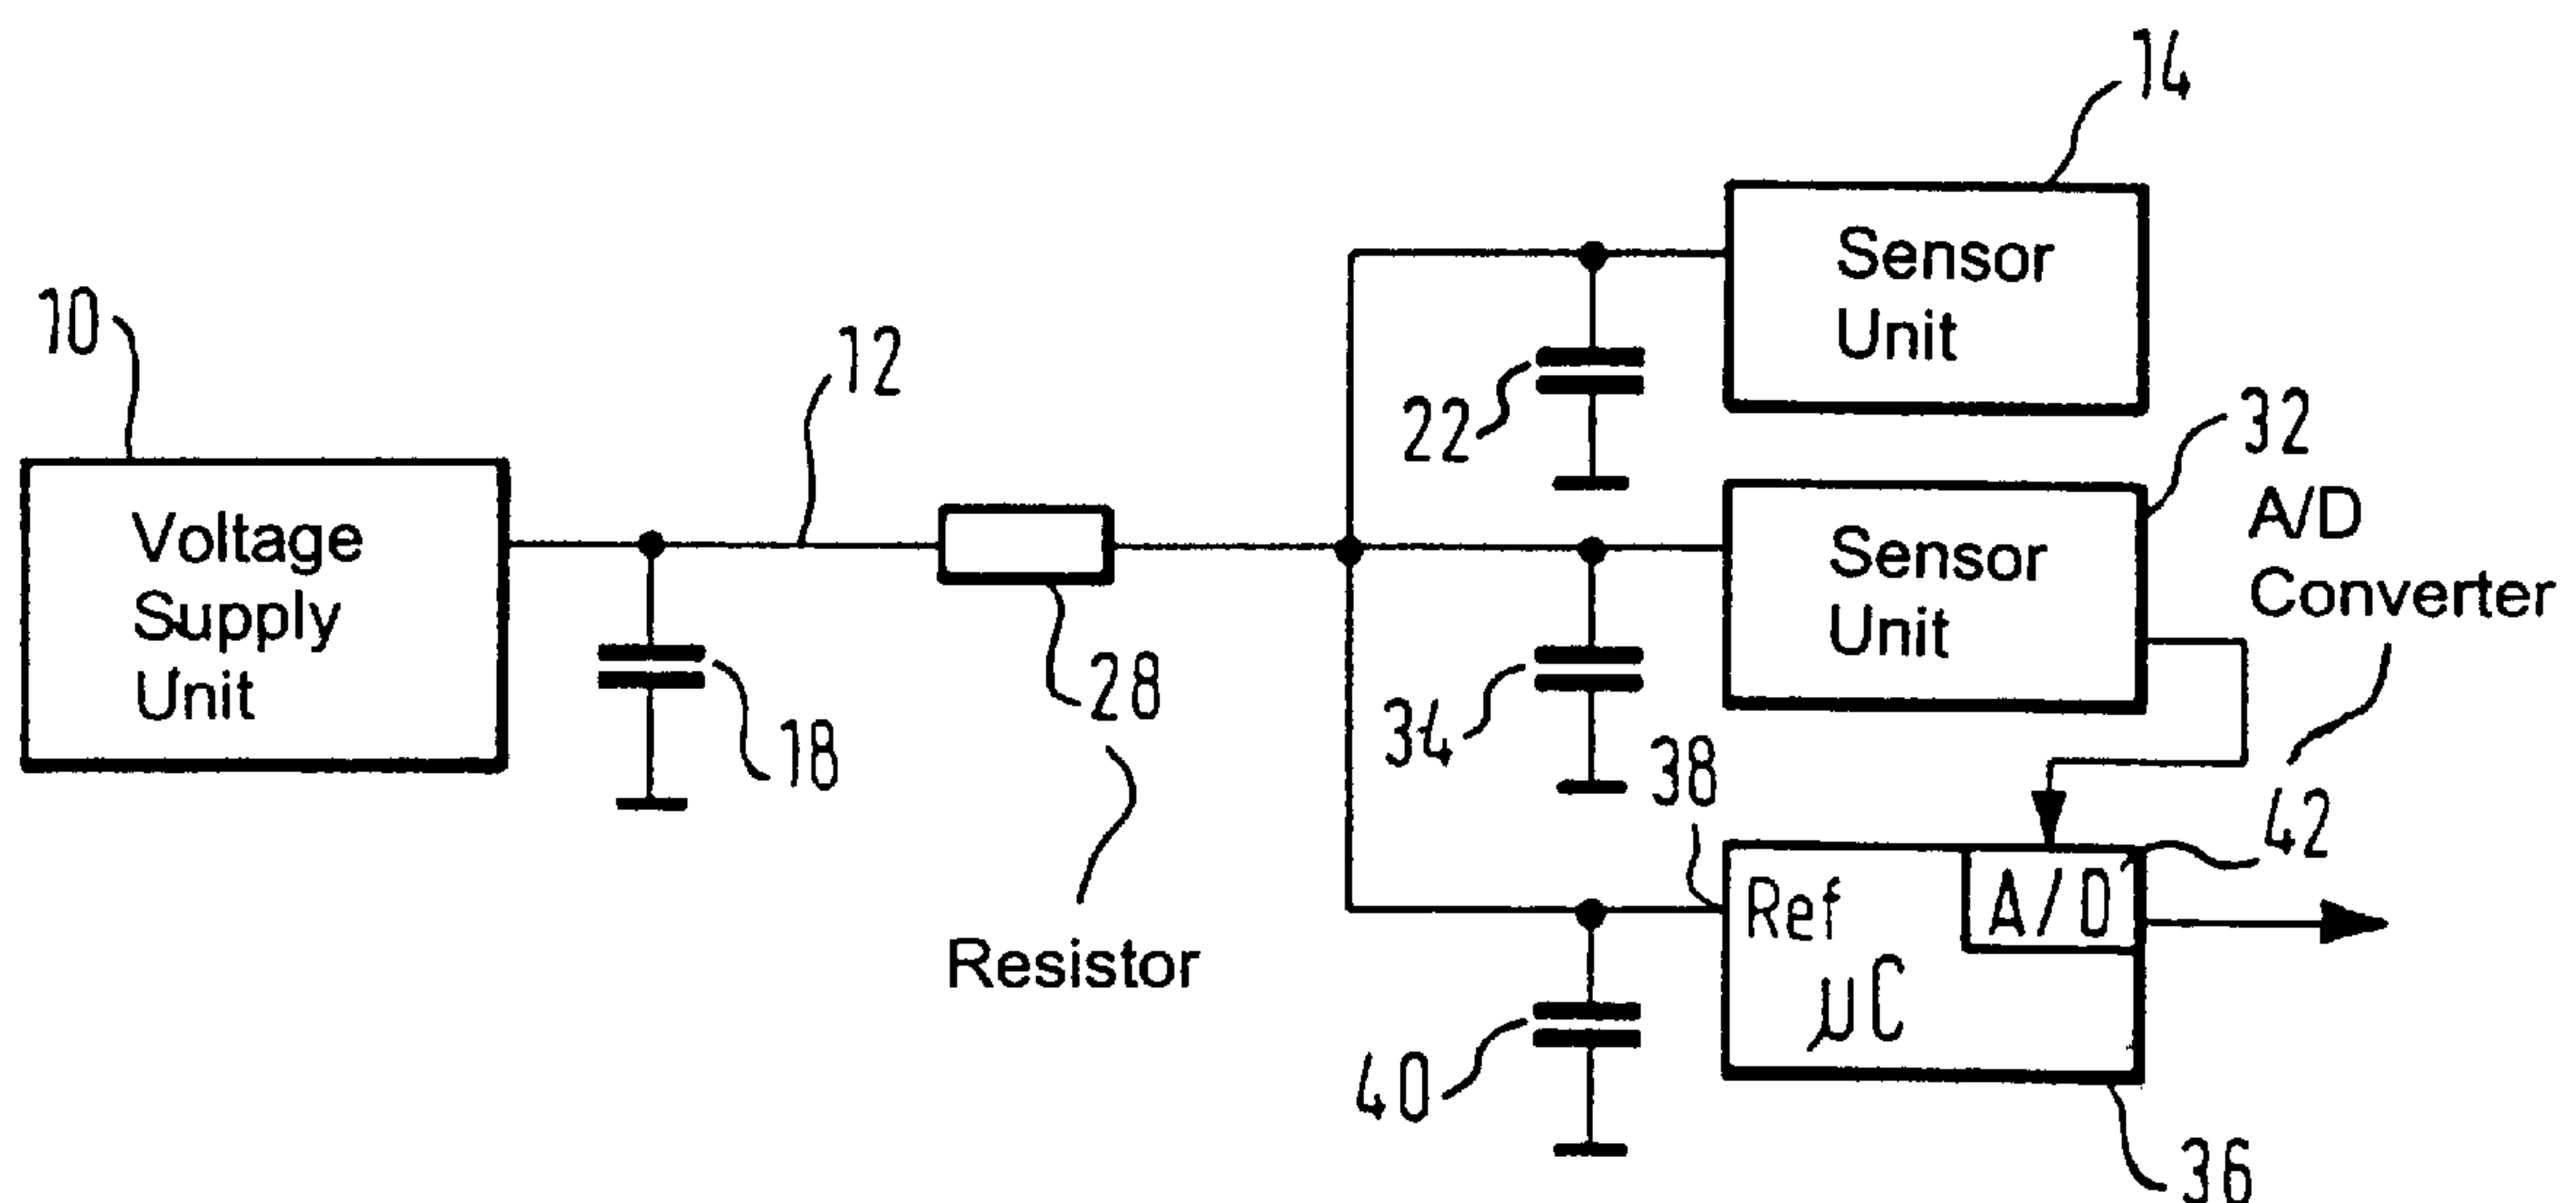 14
10
12
Sensor
Unit
22
32
Voltage
Supply
Unit
A/D
Converter
Sensor
Unit
28
34
18
38
42
Resistor
Ref
A/D
µC
40
36